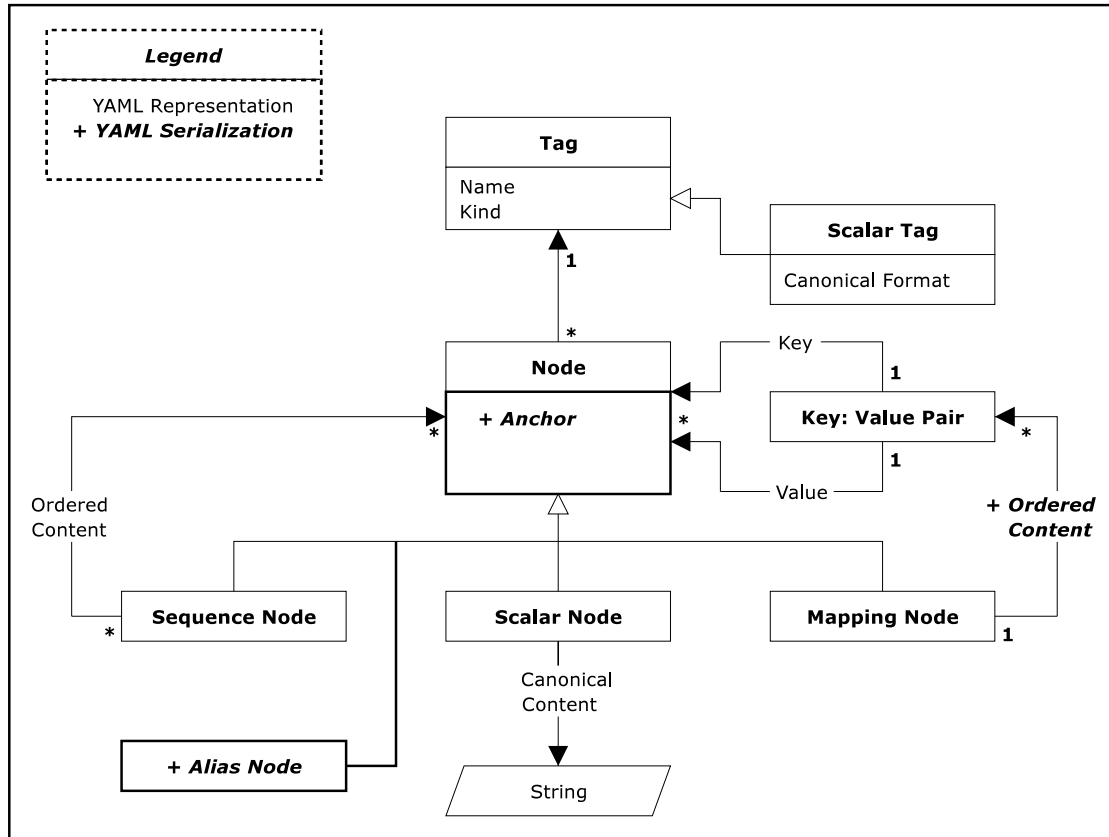 Legend
YAML Representation
+ YAML Serialization
Tag
Name
Kind
1
*
Scalar Tag
Canonical Format
Node
+ Anchor
*
*
Key
1
Key: Value Pair
*
1
Value
Ordered
Content
+ Ordered
Content
Sequence Node
*
Scalar Node
Mapping Node
1
Canonical
Content
+ Alias Node
String